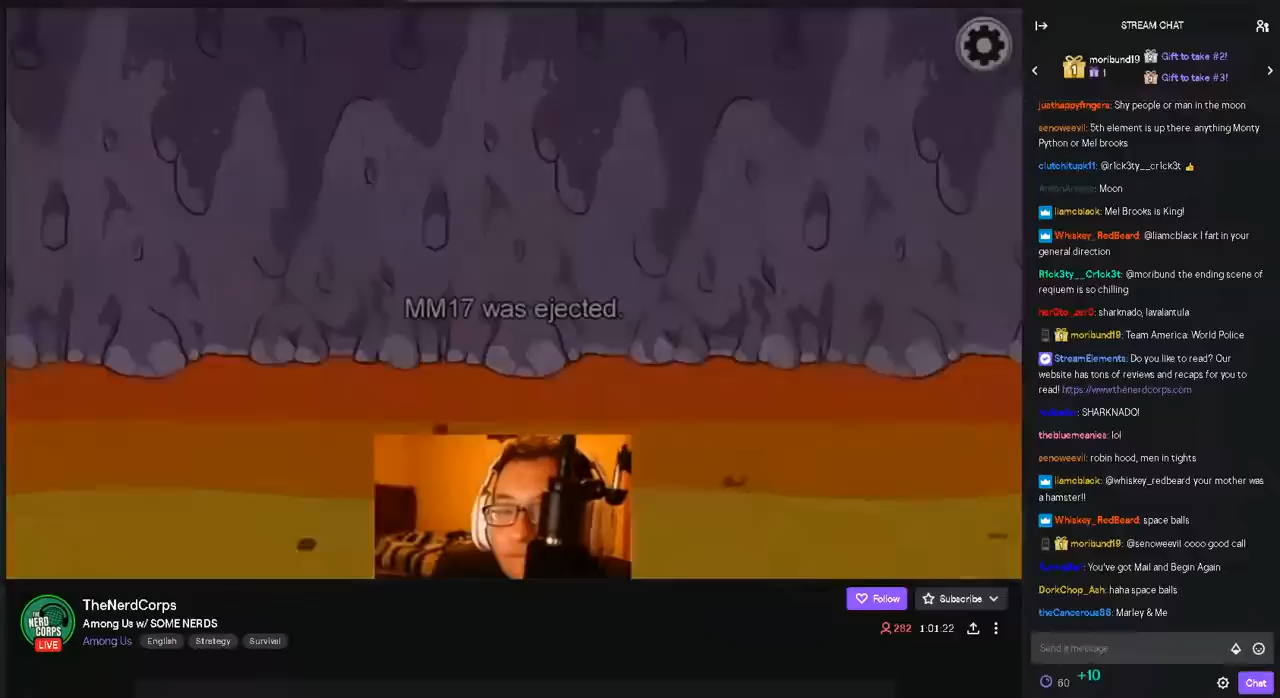 STREAM CHAT
moribund19
1
1
Gift to take #2!
Gift to take #3!
justhappyfingers: Shy people or man in the moon
senoweevil: 5th element is up there. anything Monty
Python or Mel brooks
clutchitupk11: @r1ck3ty__cr1ck3t 👍
: Moon
liamcblack: Mel Brooks is King!
Whiskey_RedBeard: @liamcblack I fart in your
general direction
R1ck3ty__Cr1ck3t: @moribund the ending scene of
reqiuem is so chilling
her0to_zer0: sharknado, lavalantula
moribund19: Team America: World Police
StreamElements: Do you like to read? Our
website has tons of reviews and recaps for you to
read! https://www.thenerdcorps.com
: SHARKNADO!
thebluemeanies: lol
senoweevil: robin hood, men in tights
liamcblack: @whiskey_redbeard your mother was
a hamster!!
Whiskey_RedBeard: space balls
moribund19: @senoweevil oooo good call
: You've got Mail and Begin Again
DorkChop_Ash: haha space balls
theCancerous86: Marley & Me
Send a message
60
+10
Chat
MM17 was ejected.
THE
NERD
CORPS
LIVE
TheNerdCorps
Among Us w/ SOME NERDS
Among Us
English
Strategy
Survival
Follow
Subscribe
282
1:01:22